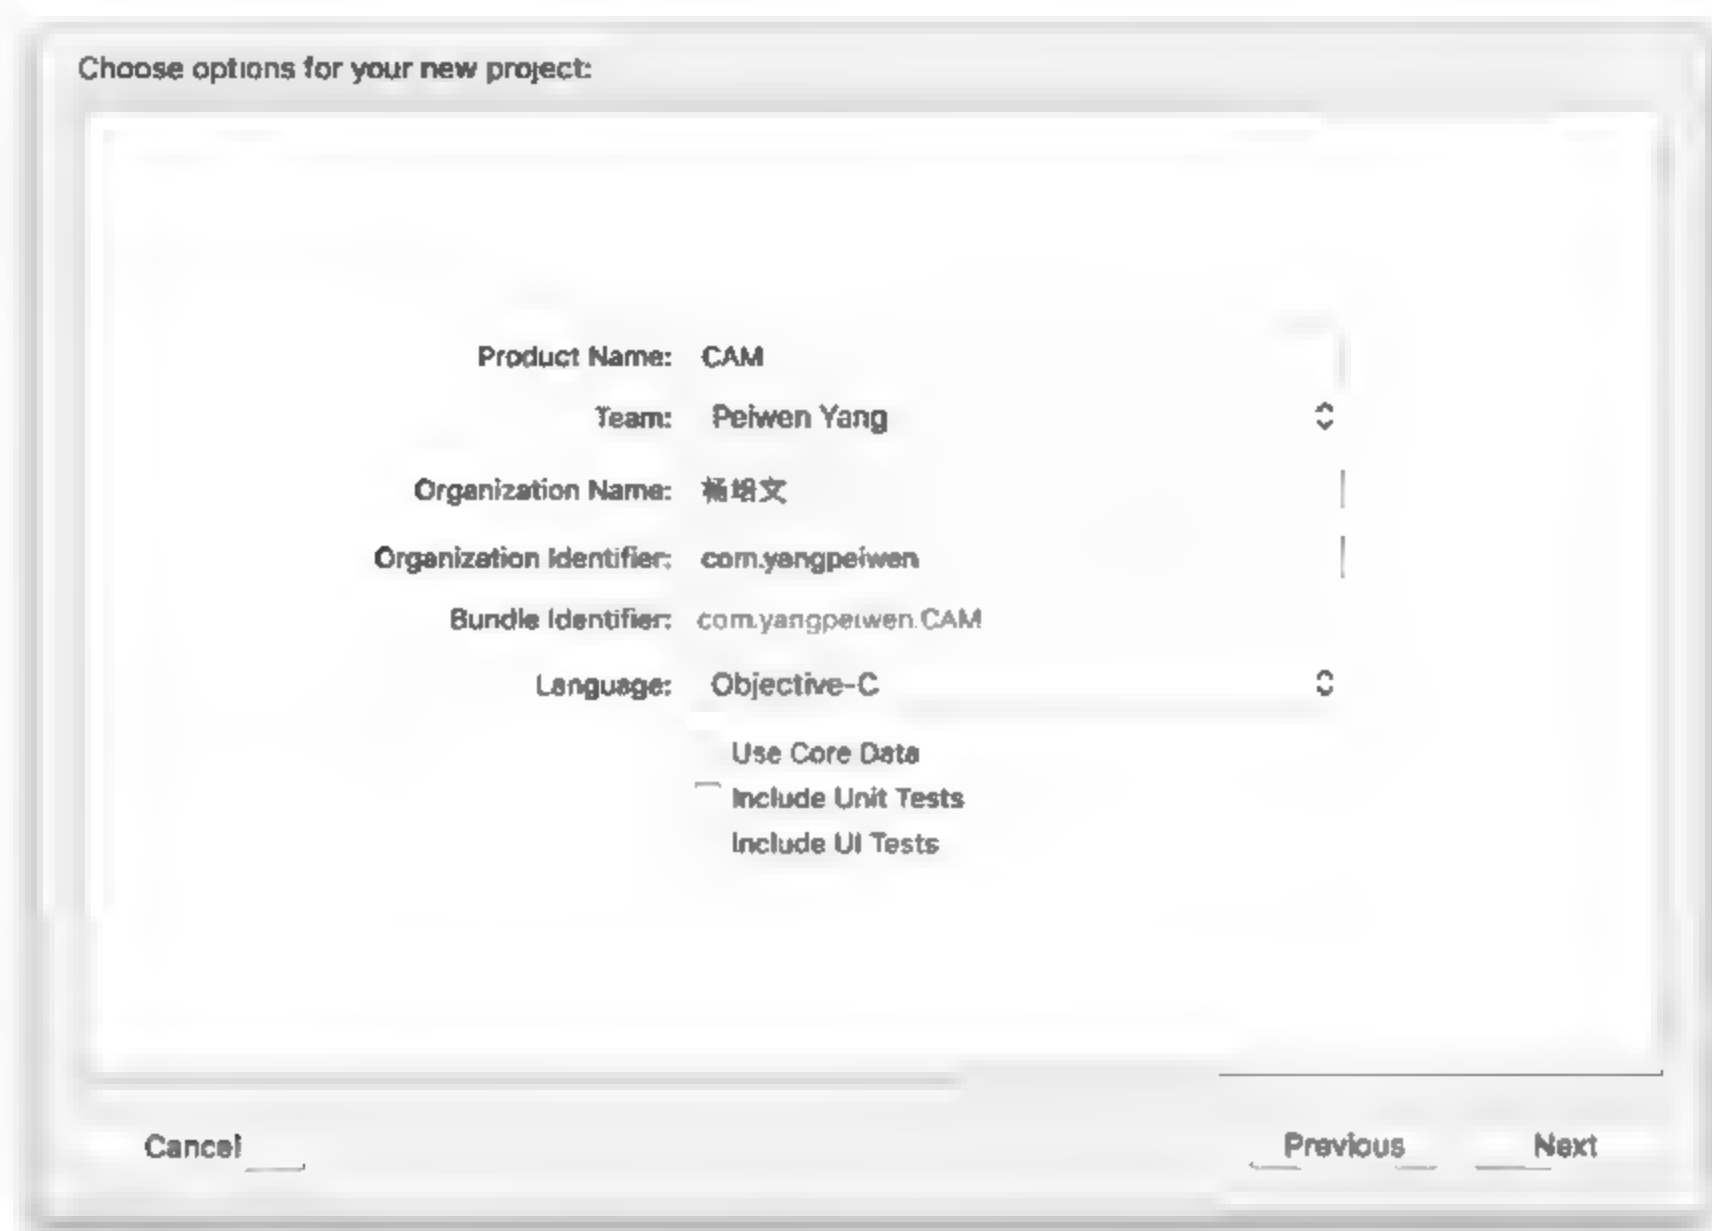 Choose options for your new project:
Product Name: CAM
Team: Peiwen Yang
Organization Name: 杨培文
Organization Identifier: com.yangpeiwen
Bundle Identifier: com.yangpeiwen.CAM
Language: Objective-C
Use Core Data
Include Unit Tests
Include UI Tests
Cancel Previous Next